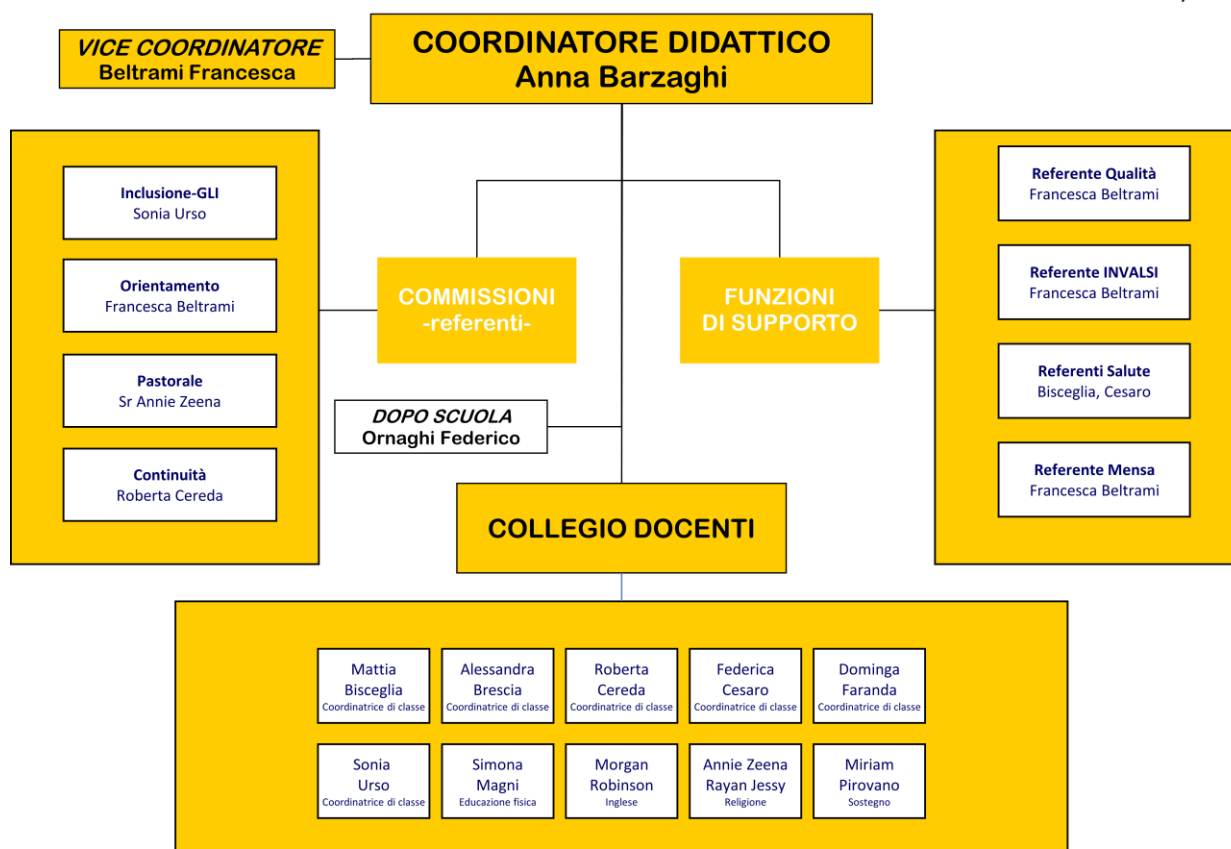 VICE COORDINATORE
Beltrami Francesca
COORDINATORE DIDATTICO
Anna Barzaghi
Inclusione-GLI
Sonia Urso
Orientamento
Francesca Beltrami
Pastorale
Sr Annie Zeena
Continuità
Roberta Cereda
COMMISSIONI
-referenti-
FUNZIONI
DI SUPPORTO
Referente Qualità
Francesca Beltrami
Referente INVALSI
Francesca Beltrami
Referenti Salute
Bisceglia, Cesaro
Referente Mensa
Francesca Beltrami
DOPO SCUOLA
Ornaghi Federico
COLLEGIO DOCENTI
Mattia
Bisceglia
Coordinatrice di classe
Alessandra
Brescia
Coordinatrice di classe
Roberta
Cereda
Coordinatrice di classe
Federica
Cesaro
Coordinatrice di classe
Dominga
Faranda
Coordinatrice di classe
Sonia
Urso
Coordinatrice di classe
Simona
Magni
Educazione fisica
Morgan
Robinson
Inglese
Annie Zeena
Rayan Jessy
Religione
Miriam
Pirovano
Sostegno